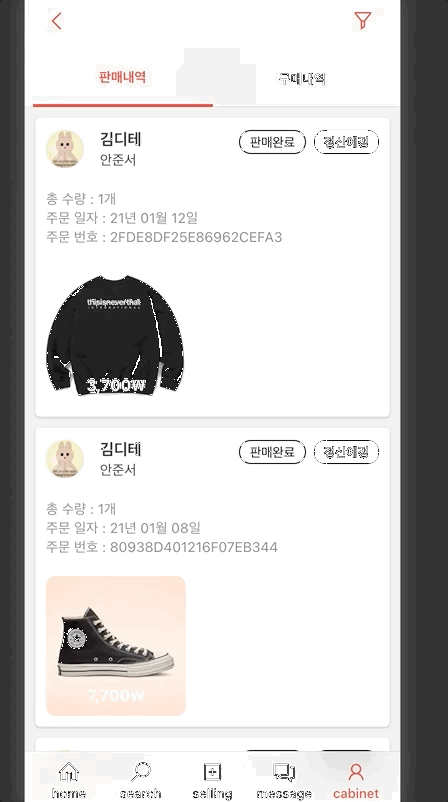 판매내역
구매내역
김디테
안준서
판매완료
정산예정
총 수량 : 1개
주문 일자 : 21년 01월 12일
주문 번호 : 2FDE8DF25E86962CEFA3
thisisneverthat
INTERNATIONAL
3,700₩
김디테
안준서
판매완료
정산예정
총 수량 : 1개
주문 일자 : 21년 01월 08일
주문 번호 : 80938D401216F07EB344
7,700₩
home
search
selling
message
cabinet